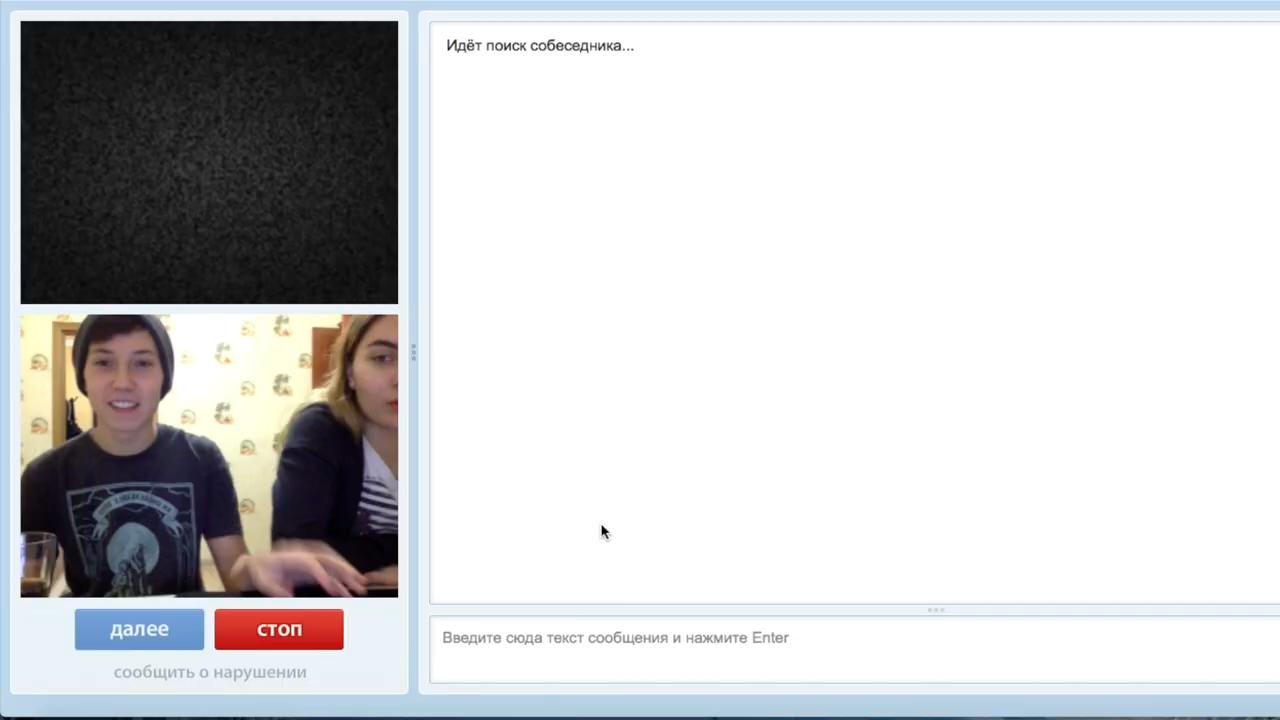 Идёт поиск собеседника...
далее
стоп
сообщить о нарушении
Введите сюда текст сообщения и нажмите Enter